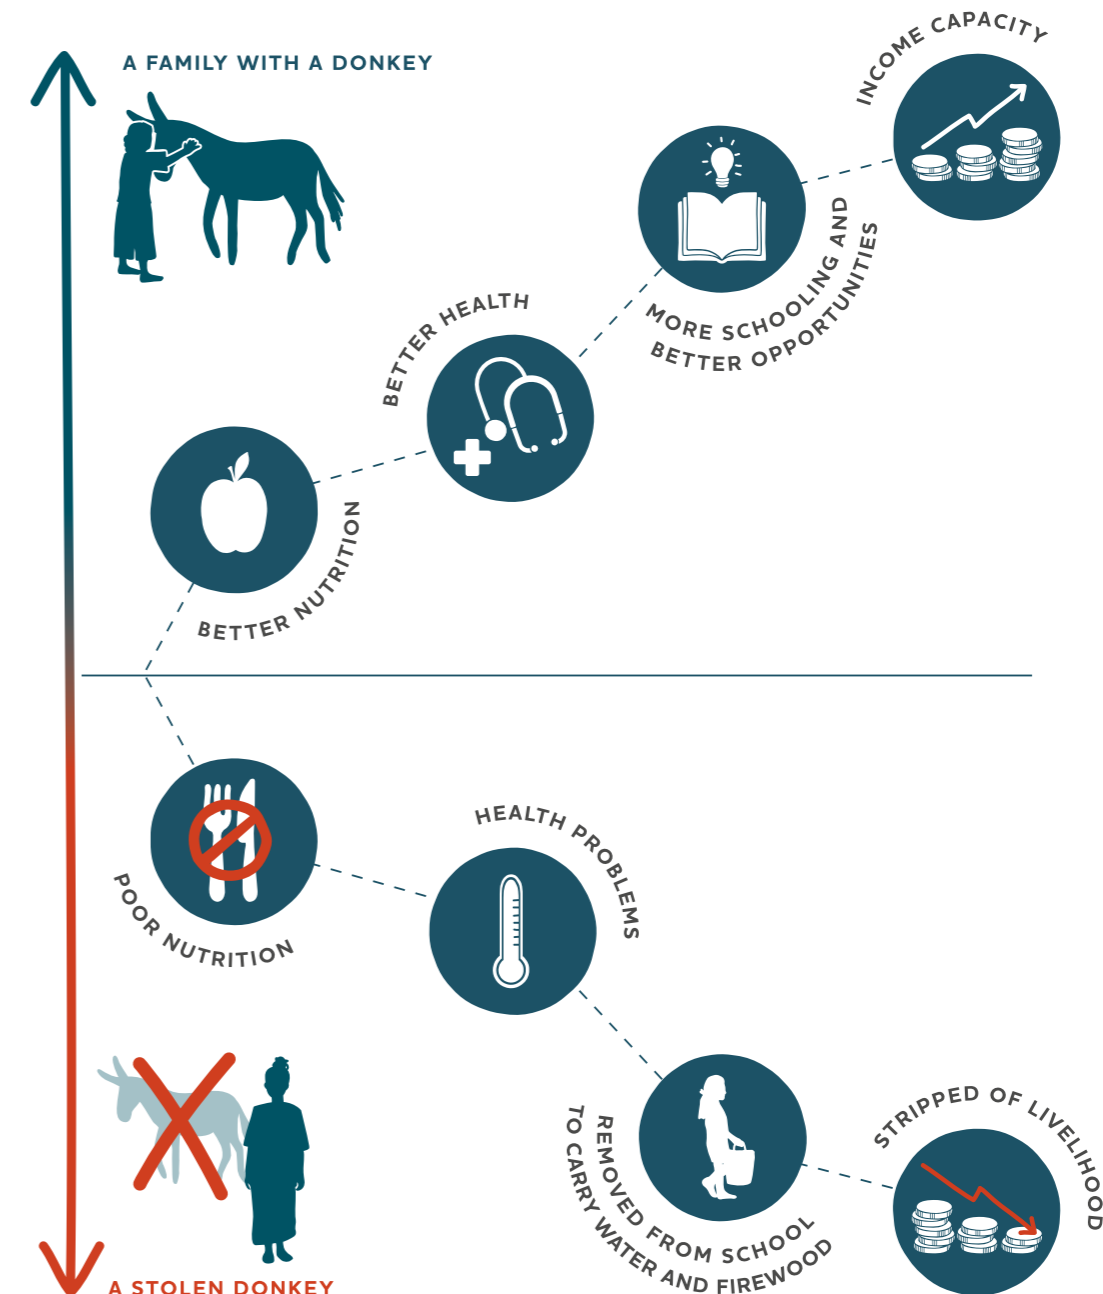 A FAMILY WITH A DONKEY
INCOME CAPACITY
MORE SCHOOLING AND
BETTER OPPORTUNITIES
BETTER HEALTH
BETTER NUTRITION
POOR NUTRITION
HEALTH PROBLEMS
REMOVED FROM SCHOOL
TO CARRY WATER AND FIREWOOD
STRIPPED OF LIVELIHOOD
A STOLEN DONKEY